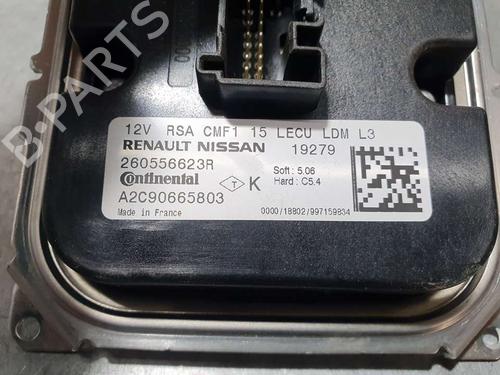 B-PARTS
12V RSA CMF1 15 LECU LDM L3
RENAULT NISSAN 19279
260556623R
Soft : 5.06
Continental
T K
Hard : C5.4
A2C90665803
Made in France
0000/18802/997159834